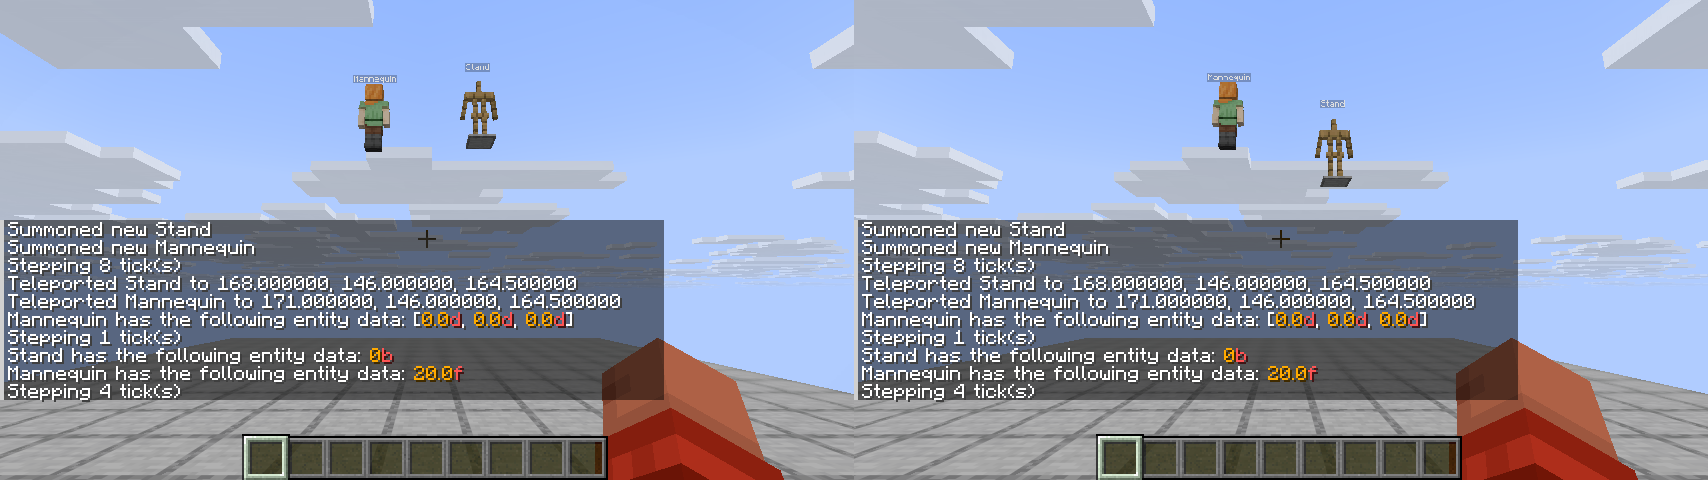 Mannequin
Stand
Summoned new Stand
Summoned new Mannequin
Stepping 8 tick(s)
Teleported Stand to 168.000000, 146.000000, 164.500000
Teleported Mannequin to 171.000000, 146.000000, 164.500000
Mannequin has the following entity data: [0.0d, 0.0d, 0.0d]
Stepping 1 tick(s)
Stand has the following entity data: 0b
Mannequin has the following entity data: 20.0f
Stepping 4 tick(s)
Mannequin
Stand
Summoned new Stand
Summoned new Mannequin
Stepping 8 tick(s)
Teleported Stand to 168.000000, 146.000000, 164.500000
Teleported Mannequin to 171.000000, 146.000000, 164.500000
Mannequin has the following entity data: [0.0d, 0.0d, 0.0d]
Stepping 1 tick(s)
Stand has the following entity data: 0b
Mannequin has the following entity data: 20.0f
Stepping 4 tick(s)